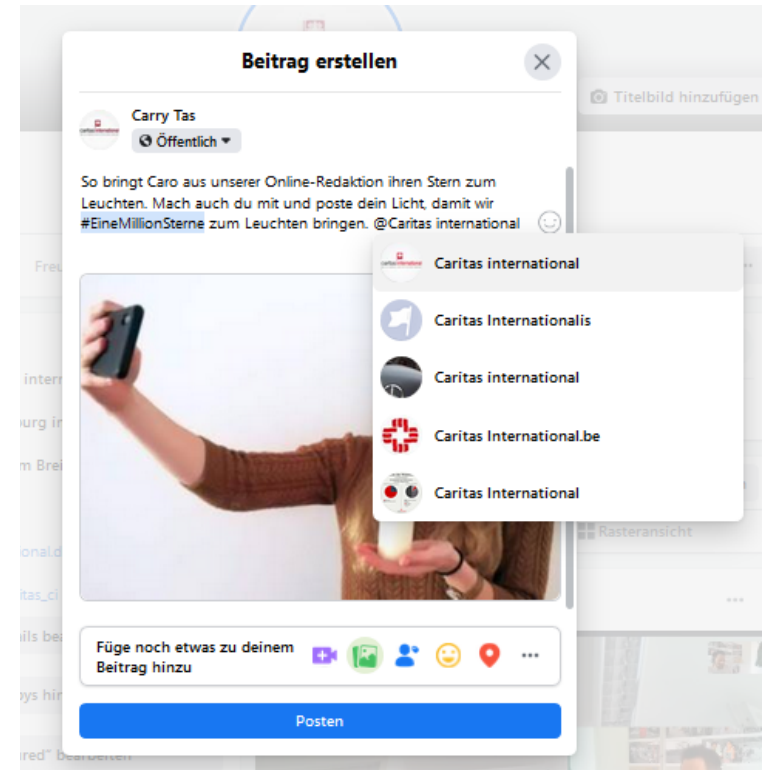 Beitrag erstellen
Titelbild hinzufügen
Carry Tas
Öffentlich
So bringt Caro aus unserer Online-Redaktion ihren Stern zum
Leuchten. Mach auch du mit und poste dein Licht, damit wir
#EineMillionSterne zum Leuchten bringen. @Caritas international
Caritas international
Caritas Internationalis
Caritas international
Caritas International.be
Caritas International
Rasteransicht
Füge noch etwas zu deinem
Beitrag hinzu
Posten
bearbeiten